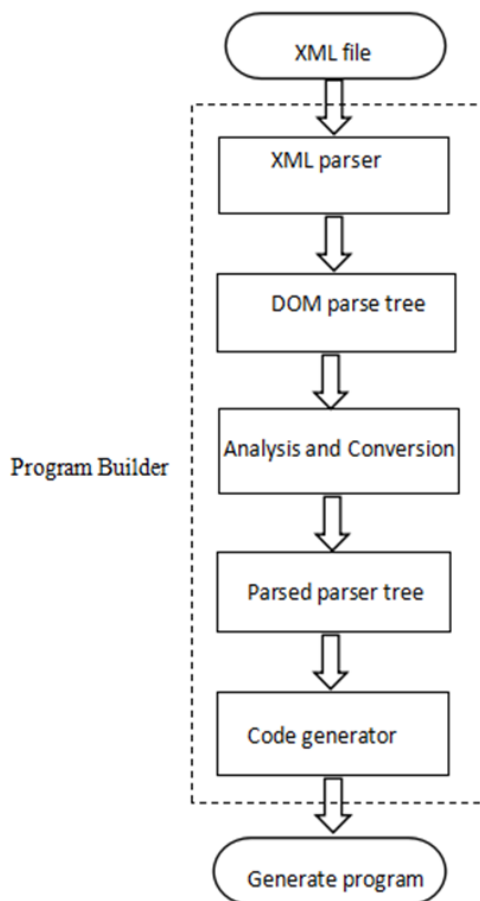 XML file
XML parser
DOM parse tree
Analysis and Conversion
Program Builder
Parsed parser tree
Code generator
Generate program